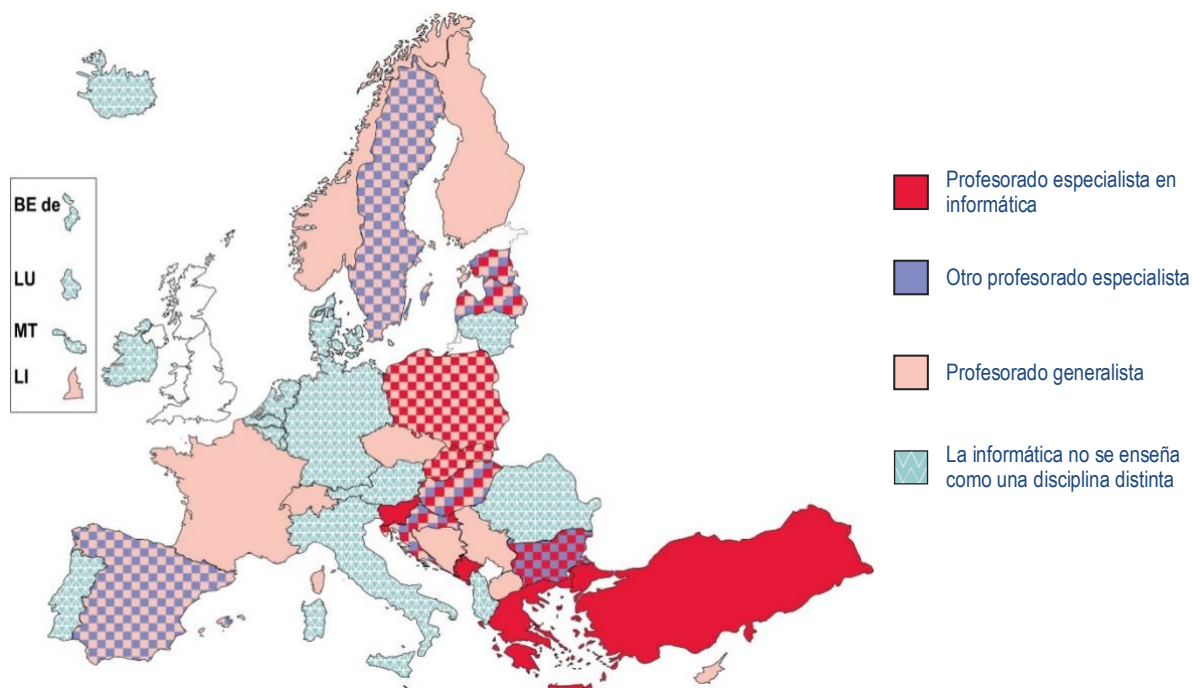 BE de
LU
MT
LI
Profesorado especialista en
informática
Otro profesorado especialista
Profesorado generalista
La informática no se enseña
como una disciplina distinta